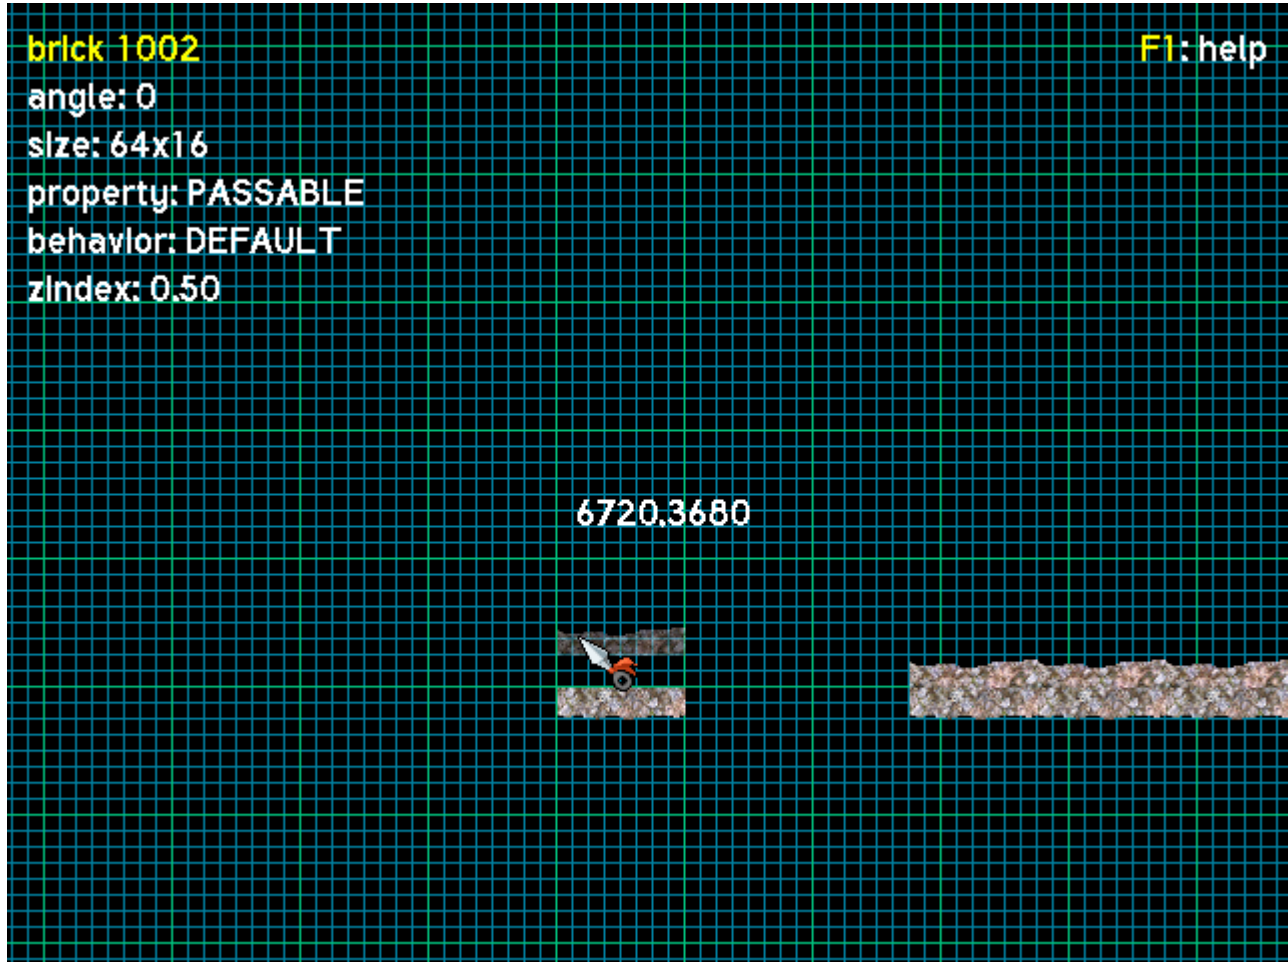 brick 1002
F1: help
angle: 0
size: 64x16
property: PASSABLE
behavior: DEFAULT
zindex: 0.50
6720,3680